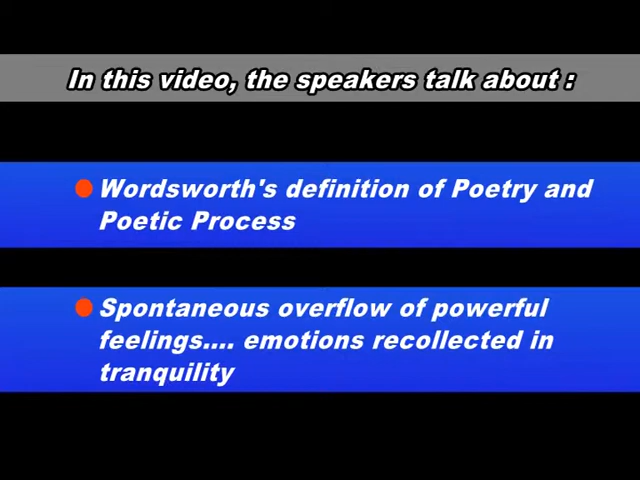 In this video, the speakers talk about :
Wordsworth's definition of Poetry and
Poetic Process
Spontaneous overflow of powerful
feelings.... emotions recollected in
tranquility